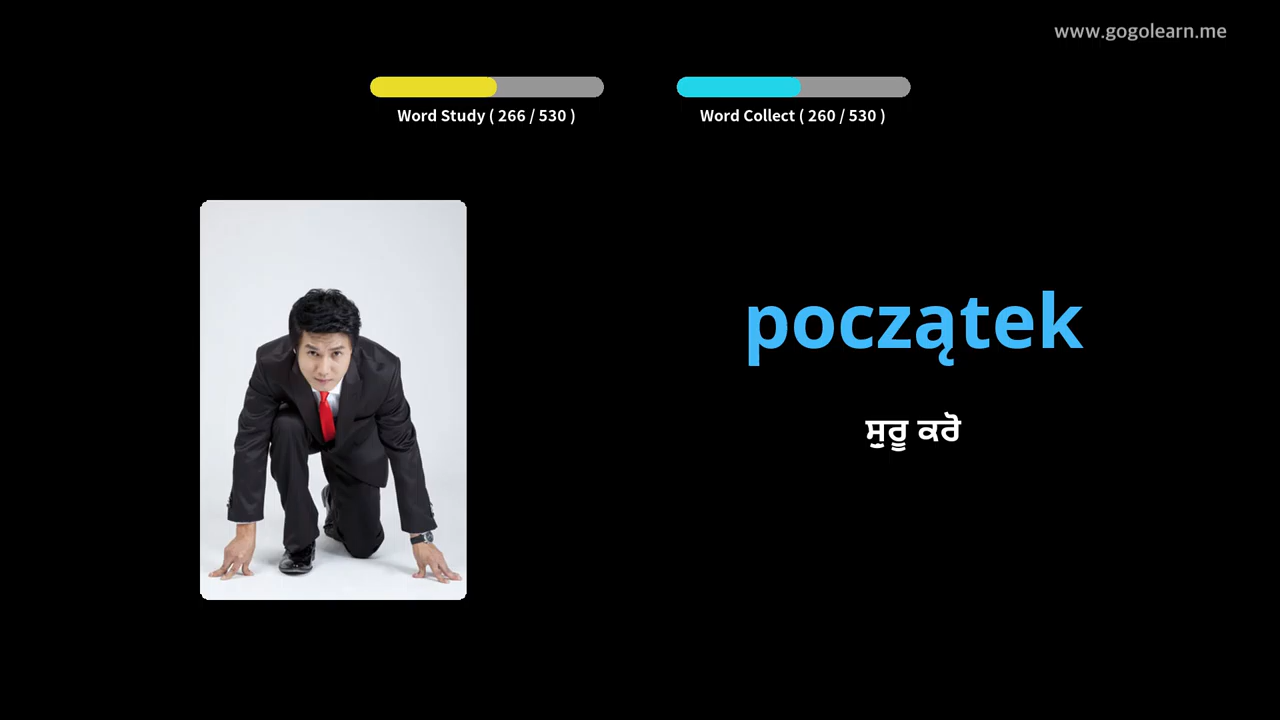 www.gogolearn.me
Word Study ( 266 / 530 )
Word Collect ( 260 / 530 )
początek
ਸ਼ੁਰੂ ਕਰੋ